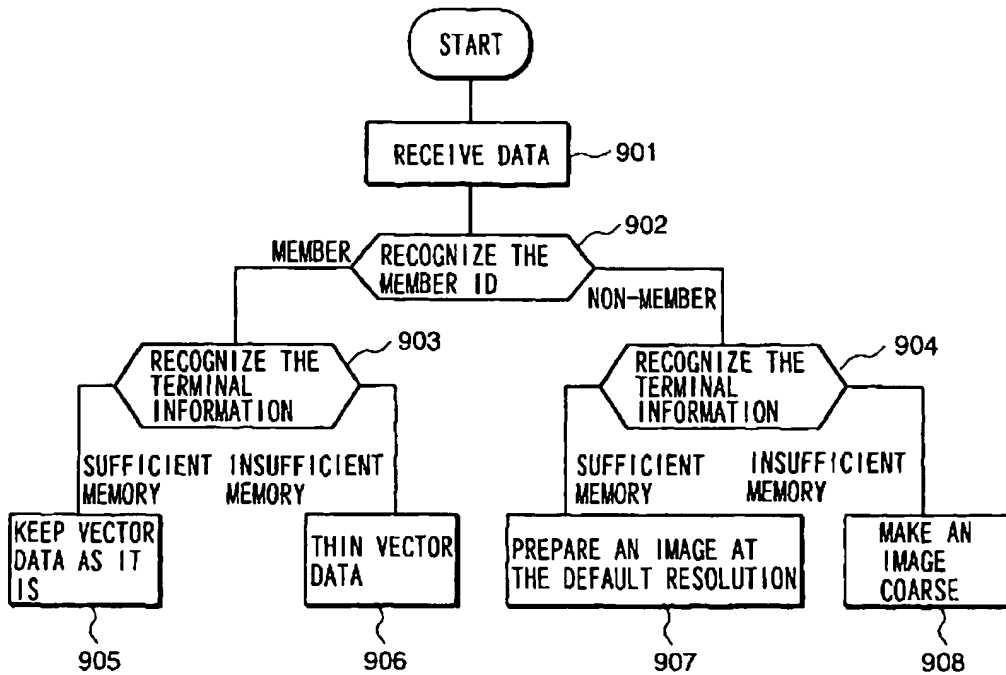 START
RECEIVE DATA
901
902
MEMBER
RECOGNIZE THE
MEMBER ID
NON-MEMBER
903
RECOGNIZE THE
TERMINAL
INFORMATION
904
RECOGNIZE THE
TERMINAL
INFORMATION
SUFFICIENT
MEMORY
INSUFFICIENT
MEMORY
SUFFICIENT
MEMORY
INSUFFICIENT
MEMORY
KEEP VECTOR
DATA AS IT
IS
THIN VECTOR
DATA
PREPARE AN IMAGE AT
THE DEFAULT RESOLUTION
MAKE AN
IMAGE
COARSE
905
906
907
908